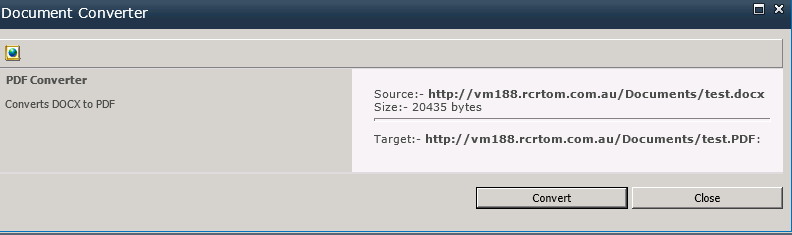 Document Converter
PDF Converter
Converts DOCX to PDF
Source:- http://vm188.rcrtom.com.au/Documents/test.docx
Size:- 20435 bytes
Target:- http://vm188.rcrtom.com.au/Documents/test.PDF:
Convert
Close